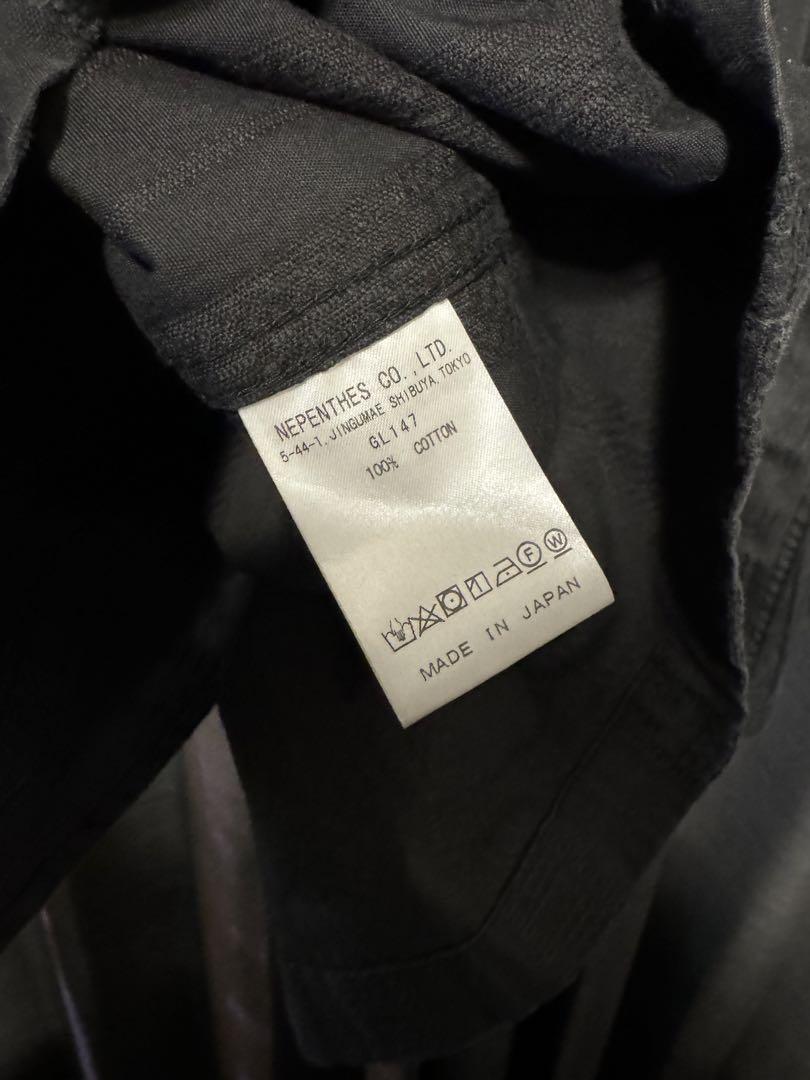 NEPENTHES CO.,LTD.
5-44-1,JINGUMAE SHIBUYA,TOKYO
GL147
100% COTTON
F W
MADE IN JAPAN